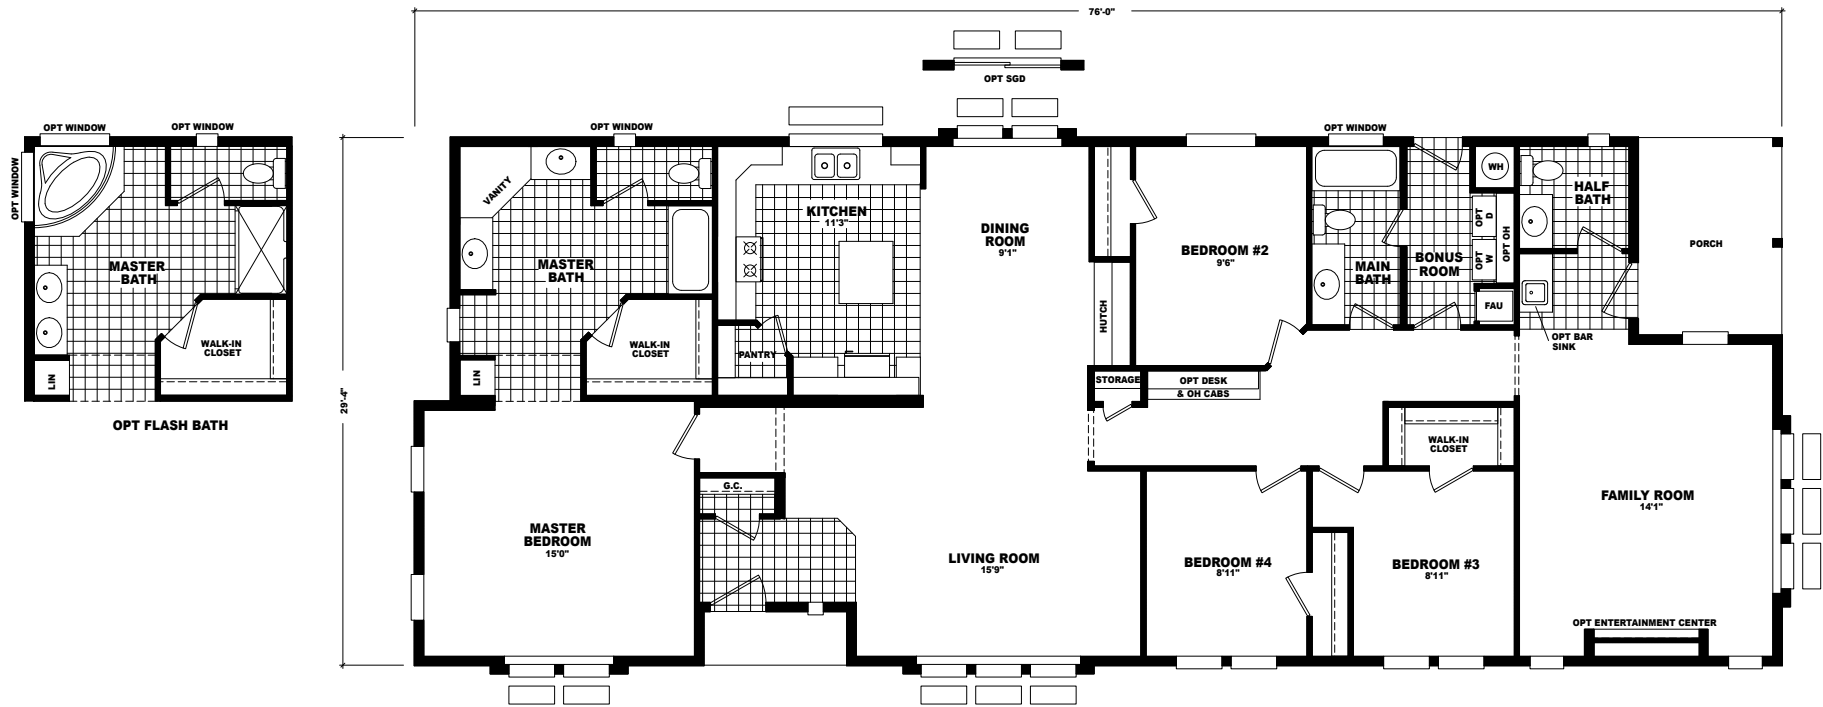 76'-0"
OPT SGD
OPT WINDOW
OPT WINDOW
OPT WINDOW
MASTER
BATH
WALK-IN
CLOSET
LIN
OPT FLASH BATH
29'-4"
OPT WINDOW
VANITY
MASTER
BATH
WALK-IN
CLOSET
LIN
KITCHEN
11'3"
PANTRY
DINING
ROOM
9'1"
HUTCH
BEDROOM #2
9'6"
STORAGE
OPT DESK
& OH CABS
OPT WINDOW
MAIN
BATH
BONUS
ROOM
WH
OPT
D
OPT
W
OPT OH
FAU
HALF
BATH
OPT BAR
SINK
PORCH
WALK-IN
CLOSET
G.C.
MASTER
BEDROOM
15'0"
LIVING ROOM
15'9"
BEDROOM #4
8'11"
BEDROOM #3
8'11"
FAMILY ROOM
14'1"
OPT ENTERTAINMENT CENTER